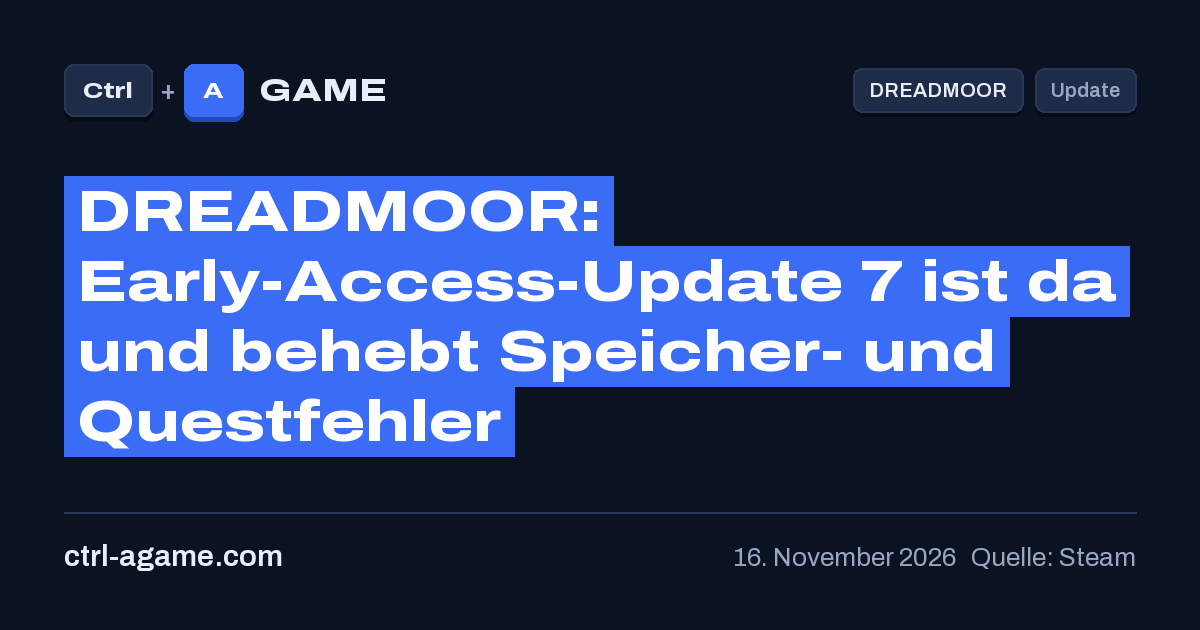 Ctrl + A GAME
DREADMOOR Update
DREADMOOR:
Early-Access-Update 7 ist da
und behebt Speicher- und
Questfehler
ctrl-agame.com
16. November 2026 Quelle: Steam